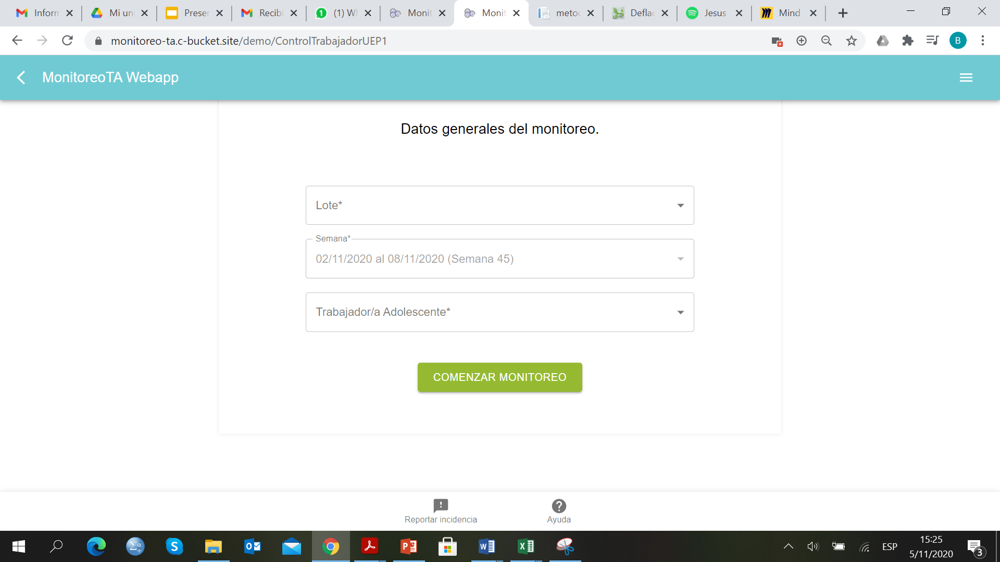 Inforn
Mi uni
Preser
Recibi
(1) Wh
Monit
Monit
metoc
Deflac
Jesus
Mind
monitoreo-ta.c-bucket.site/demo/ControlTrabajadorUEP1
B
MonitoreoTA Webapp
Datos generales del monitoreo.
Lote*
Semana*
02/11/2020 al 08/11/2020 (Semana 45)
Trabajador/a Adolescente*
COMENZAR MONITOREO
Reportar incidencia
Ayuda
ESP
15:25
5/11/2020
3